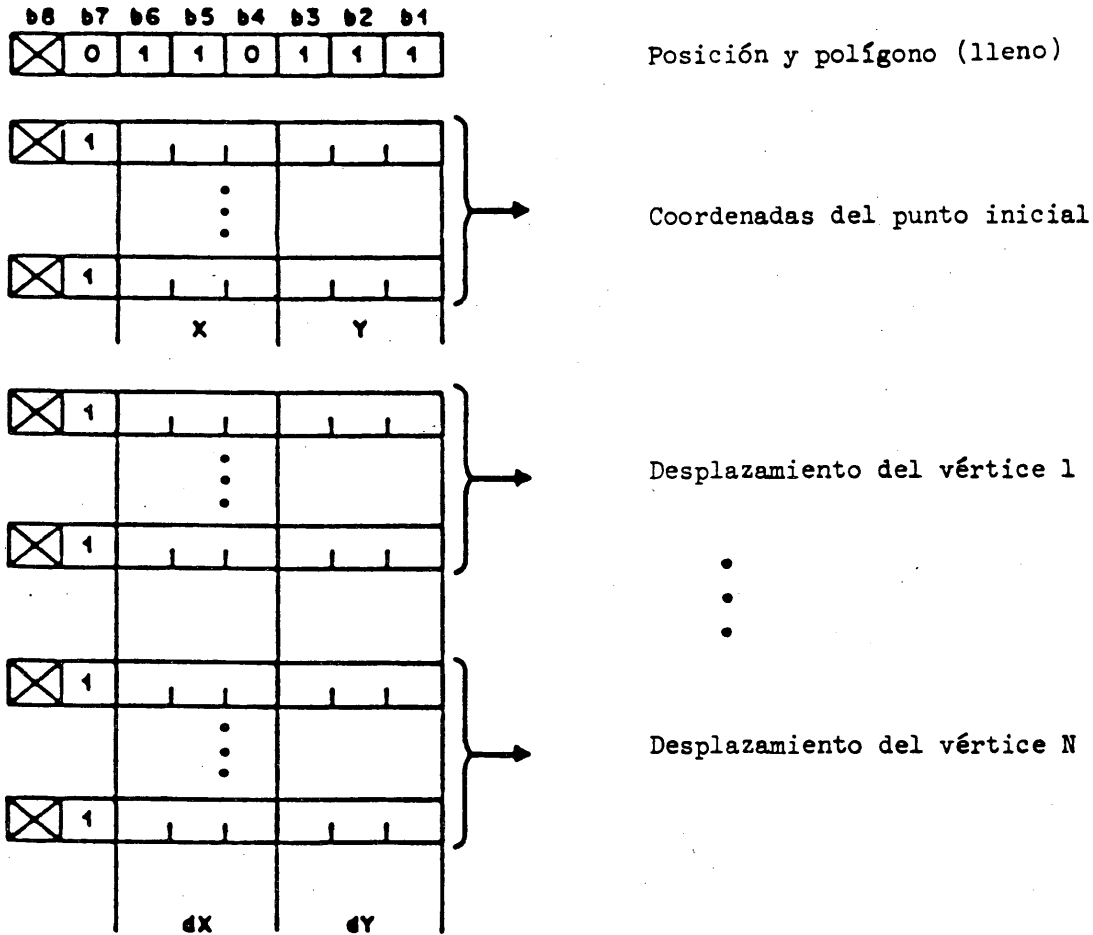 b8 b7 b6 b5 b4 b3 b2 b1
0 1 1 0 1 1 1
Posición y polígono (lleno)
1
Coordenadas del punto inicial
1
X Y
1
Desplazamiento del vértice 1
1
1
Desplazamiento del vértice N
1
dX dY